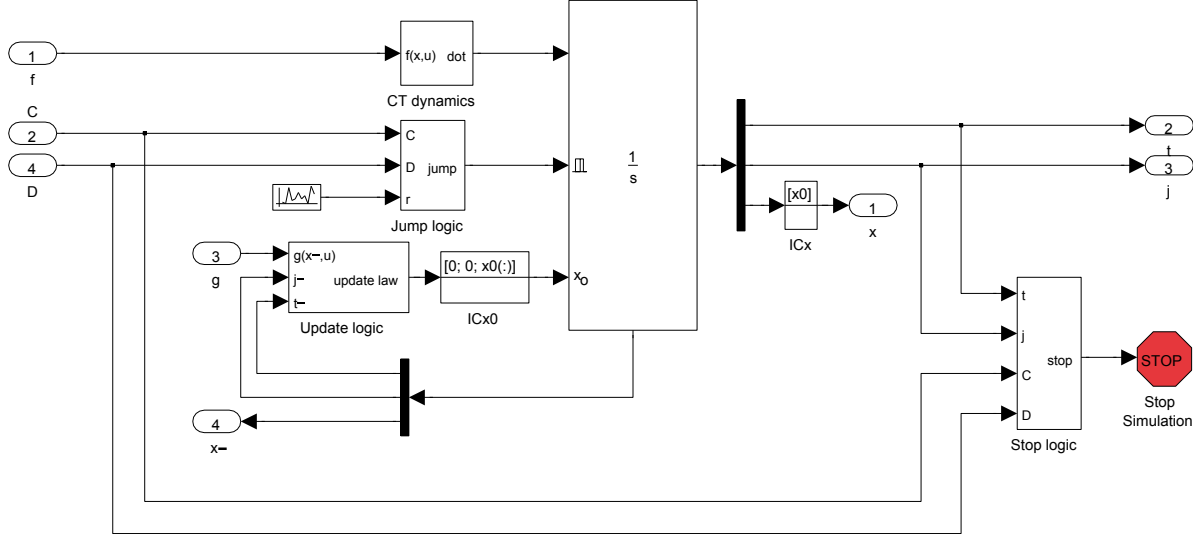 1
f
f(x,u) dot
CT dynamics
C
2
4
D
C
D jump
r
Jump logic
3
g
g(x−,u)
j− update law
t−
Update logic
[0; 0; x0(:)]
ICx0
1
s
xo
4
x−
[x0]
ICx
1
x
2
t
3
j
t
j
stop
C
D
Stop logic
STOP
Stop
Simulation